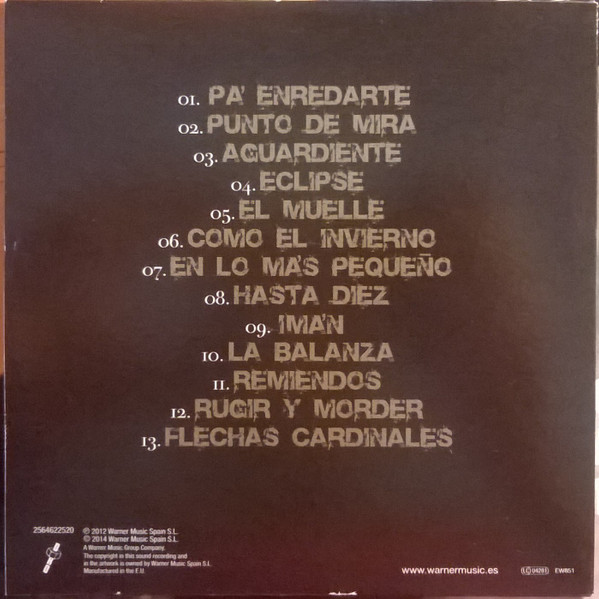 01. PA' ENREDARTE
02. PUNTO DE MIRA
03. AGUARDIENTE
04. ECLIPSE
05. EL MUELLE
06. COMO EL INVIERNO
07. EN LO MÁS PEQUEÑO
08. HASTA DIEZ
09. IMÁN
10. LA BALANZA
11. REMIENDOS
12. RUGIR Y MORDER
13. FLECHAS CARDINALES
2564622520
℗ 2012 Warner Music Spain S.L.
© 2014 Warner Music Spain S.L.
A Warner Music Group Company.
The copyright in this sound recording and
in the artwork is owned by Warner Music Spain S.L.
Manufactured in the E.U.
www.warnermusic.es
LC 04281
EW851